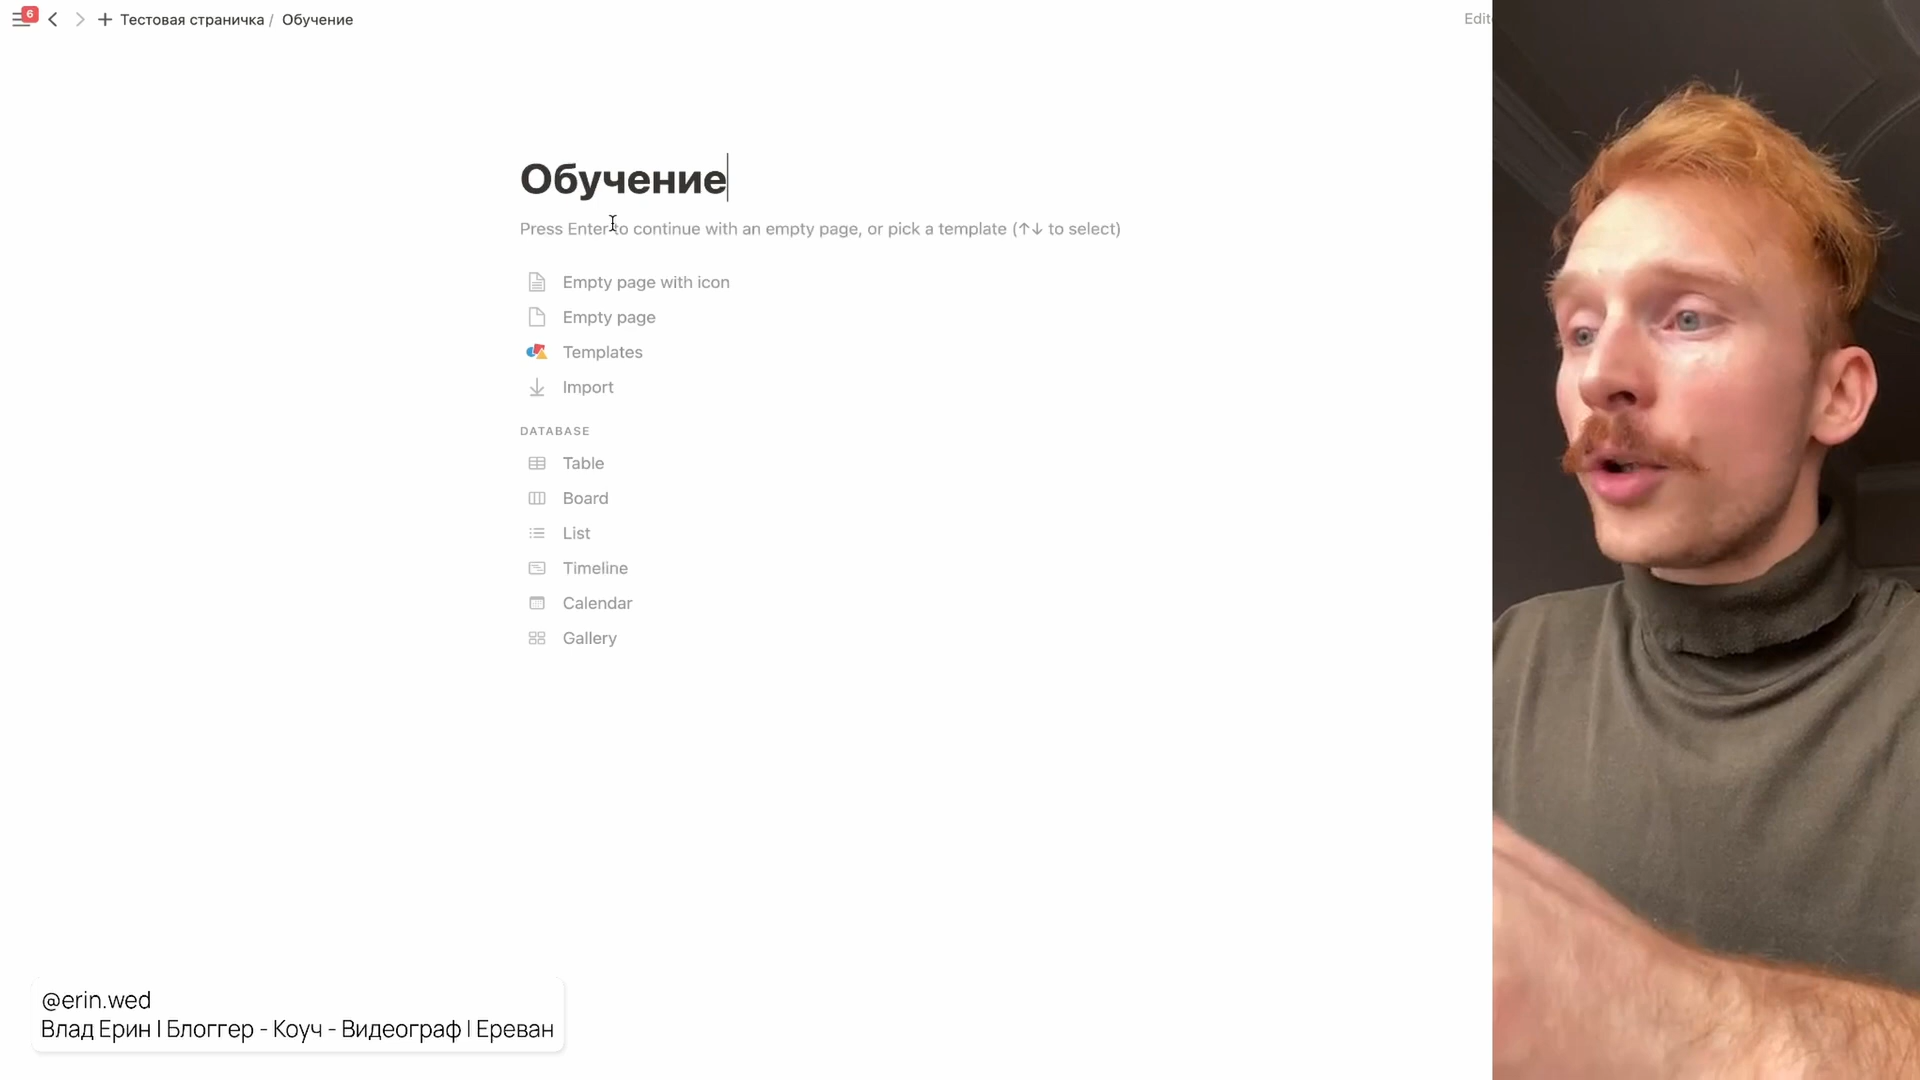 6
Тестовая страничка / Обучение
Edit
Обучение
Press Enter to continue with an empty page, or pick a template (↑↓ to select)
Empty page with icon
Empty page
Templates
Import
DATABASE
Table
Board
List
Timeline
Calendar
Gallery
@erin.wed
Влад Ерин | Блоггер - Коуч - Видеограф | Ереван